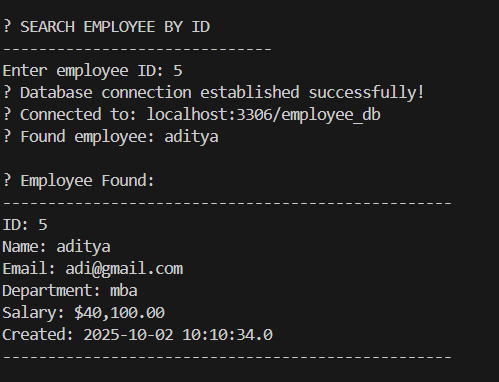 ? SEARCH EMPLOYEE BY ID
------------------------------
Enter employee ID: 5
? Database connection established successfully!
? Connected to: localhost:3306/employee_db
? Found employee: aditya
? Employee Found:
--------------------------------------------------
ID: 5
Name: aditya
Email: adi@gmail.com
Department: mba
Salary: $40,100.00
Created: 2025-10-02 10:10:34.0
--------------------------------------------------